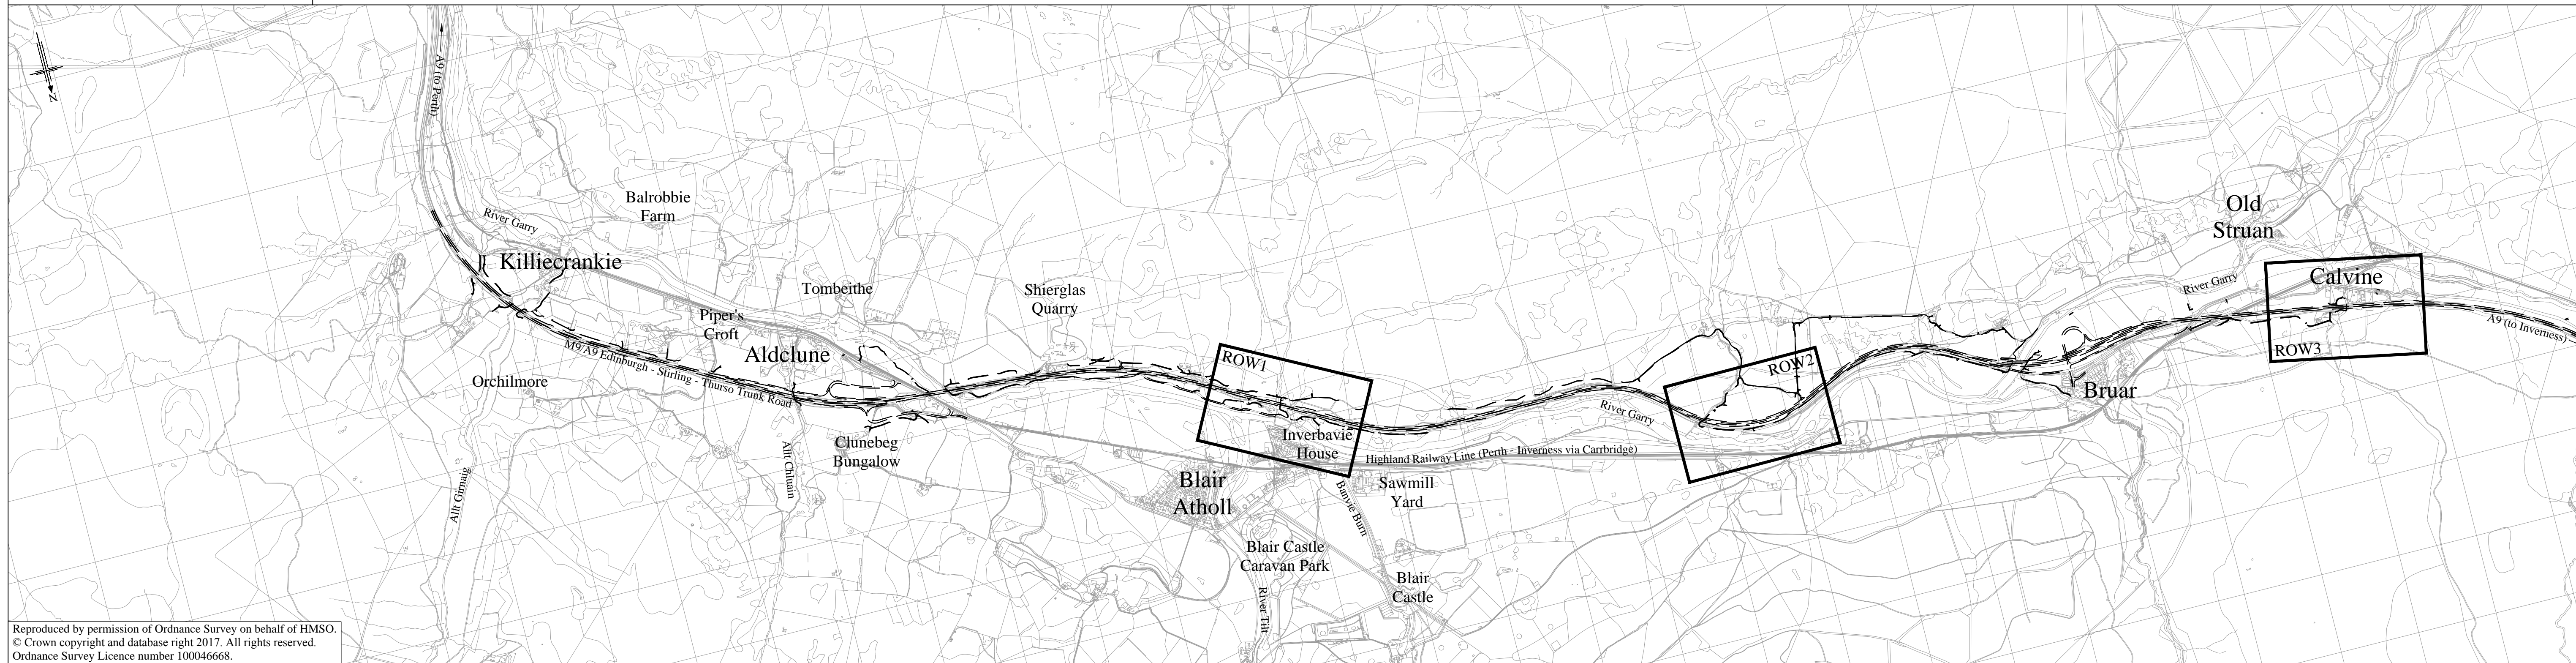 N
A9 (to Perth)
River Garry
Killiecrankie
Balrobbie
Farm
Tombeithe
Piper's
Croft
Aldclune
M9/A9 Edinburgh - Stirling - Thurso Trunk Road
Orchilmore
Allt Girnaig
Allt Chluain
Clunebeg
Bungalow
Shierglas
Quarry
ROW1
Inverbavie
House
Blair
Atholl
Highland Railway Line (Perth - Inverness via Carrbridge)
Sawmill
Yard
Banvie Burn
Blair Castle
Caravan Park
River Tilt
Blair
Castle
River Garry
ROW2
Bruar
Old
Struan
River Garry
Calvine
ROW3
A9 (to Inverness)
Reproduced by permission of Ordnance Survey on behalf of HMSO.
© Crown copyright and database right 2017. All rights reserved.
Ordnance Survey Licence number 100046668.